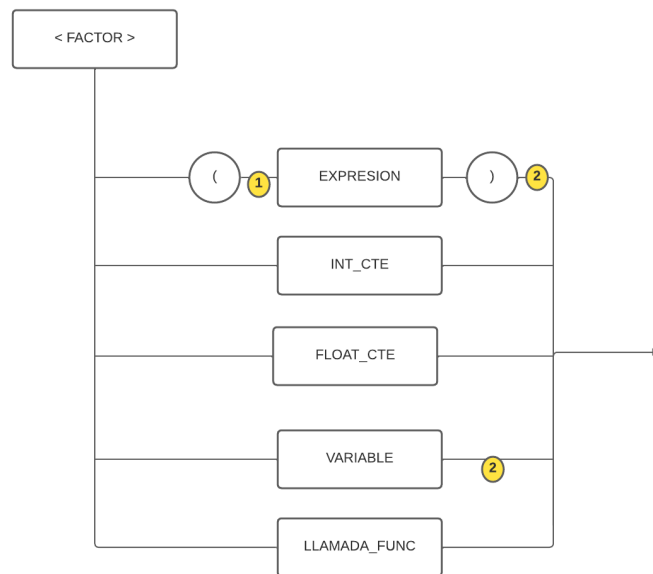 < FACTOR >
( 1 EXPRESION ) 2
INT_CTE
FLOAT_CTE
VARIABLE
2
LLAMADA_FUNC